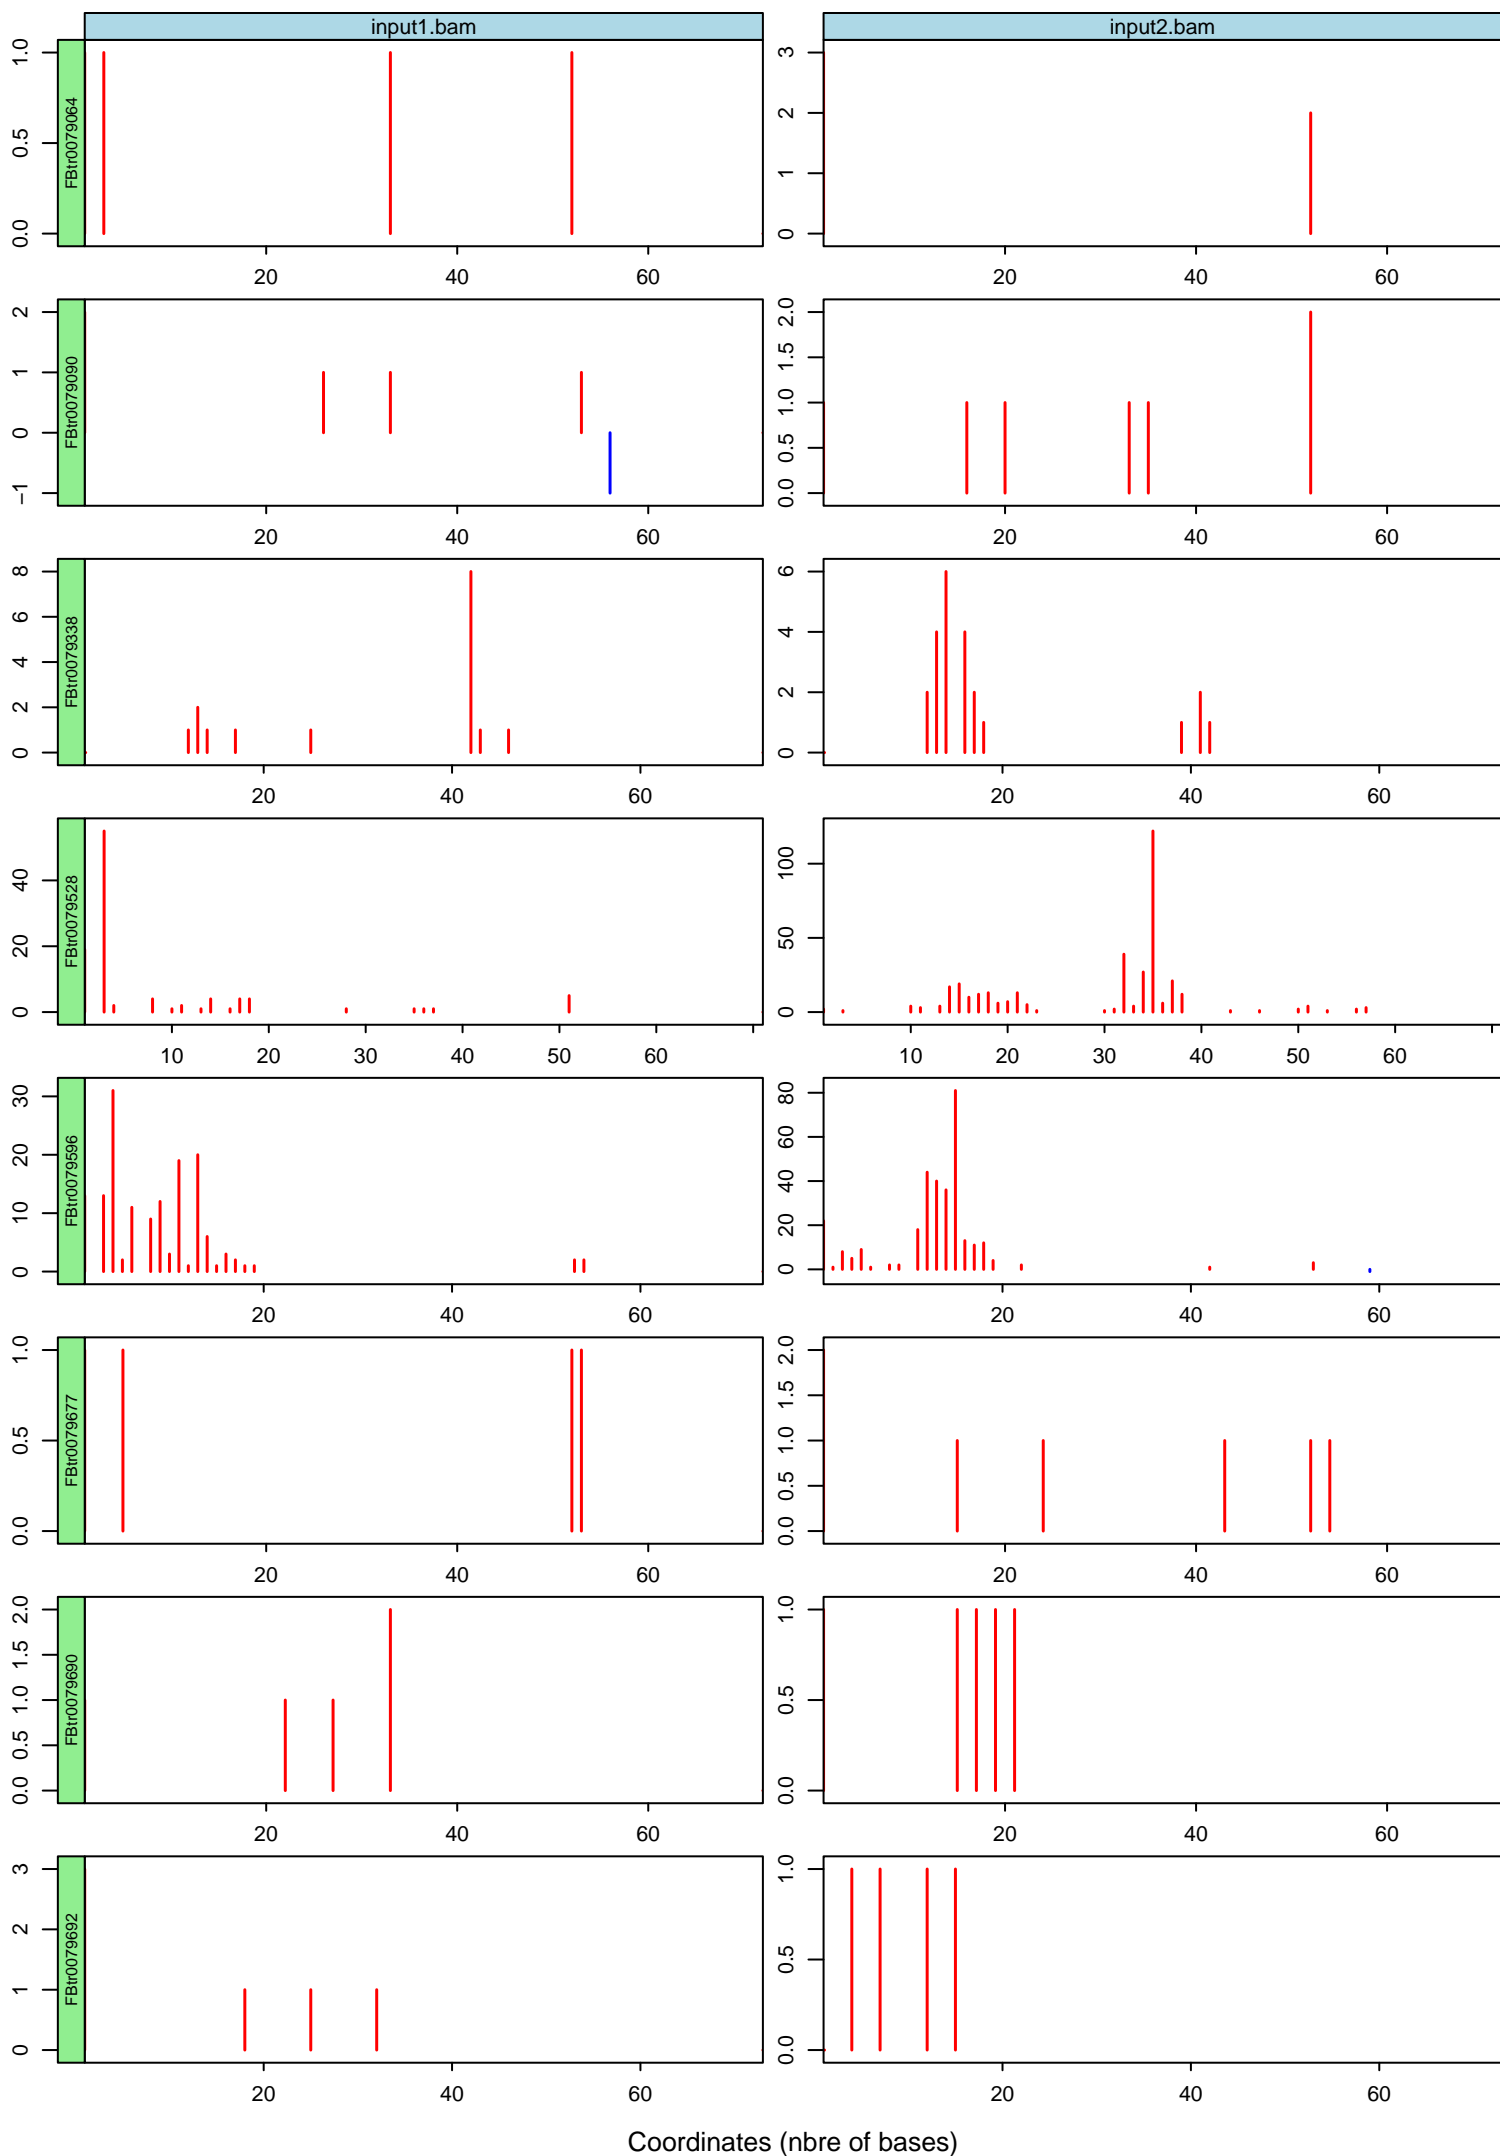 input1.bam input2.bam
FBtr0079064
0.0 0.5 1.0
20 40 60
0 1 2 3
20 40 60
FBtr0079090
−1 0 1 2
20 40 60
0.0 0.5 1.0 1.5 2.0
20 40 60
FBtr0079338
0 2 4 6 8
20 40 60
0 2 4 6
20 40 60
FBtr0079528
0 20 40
10 20 30 40 50 60
0 50 100
10 20 30 40 50 60
FBtr0079596
0 10 20 30
20 40 60
0 20 40 60 80
20 40 60
FBtr0079677
0.0 0.5 1.0
20 40 60
0.0 0.5 1.0 1.5 2.0
20 40 60
FBtr0079690
0.0 0.5 1.0 1.5 2.0
20 40 60
0.0 0.5 1.0
20 40 60
FBtr0079692
0 1 2 3
20 40 60
0.0 0.5 1.0
20 40 60
Coordinates (nbre of bases)